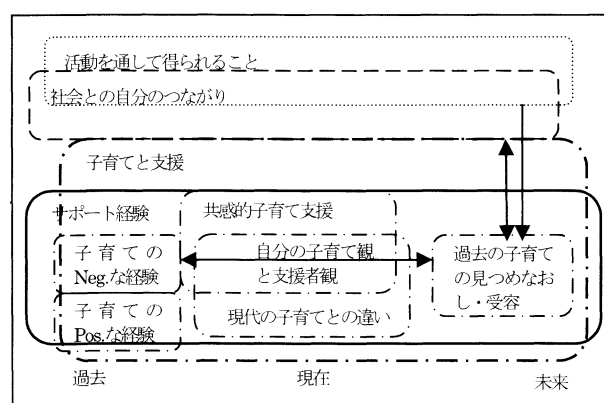 活動を通して得られること
社会との自分のつながり
子育てと支援
サポート経験
共感的子育て支援
子育ての
Neg.な経験
自分の子育て観
と支援者観
過去の子育て
の見つめなお
し・受容
子育ての
Pos.な経験
現代の子育てとの違い
過去
現在
未来